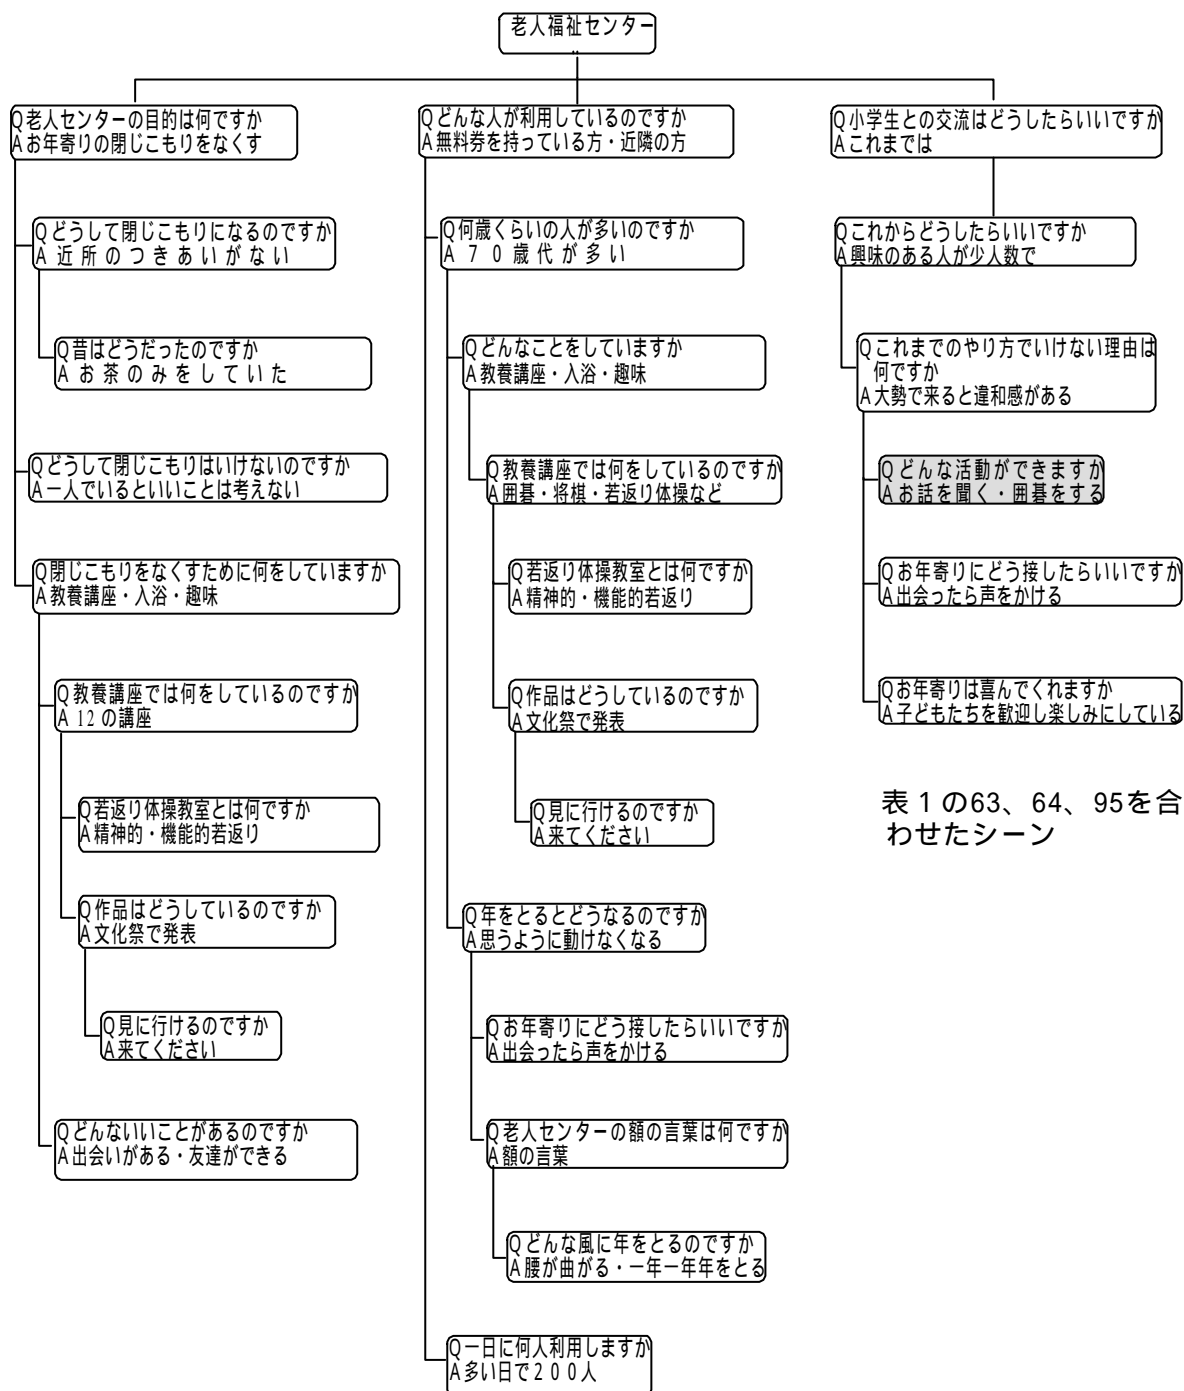 老人福祉センター
Q老人センターの目的は何ですか
Aお年寄りの閉じこもりをなくす
Qどうして閉じこもりになるのですか
A近所のつきあいがない
Q昔はどうだったのですか
Aお茶のみをしていた
Qどうして閉じこもりはいけないのですか
A一人でいるといいことは考えない
Q閉じこもりをなくすために何をしていますか
A教養講座・入浴・趣味
Q教養講座では何をしているのですか
A 12の講座
Q若返り体操教室とは何ですか
A精神的・機能的若返り
Q作品はどうしているのですか
A文化祭で発表
Q見に行けるのですか
A来てください
Qどんないいことがあるのですか
A出会いがある・友達ができる
Qどんな人が利用しているのですか
A無料券を持っている方・近隣の方
Q何歳くらいの人が多いのですか
A７０歳代が多い
Qどんなことをしていますか
A教養講座・入浴・趣味
Q教養講座では何をしているのですか
A囲碁・将棋・若返り体操など
Q若返り体操教室とは何ですか
A精神的・機能的若返り
Q作品はどうしているのですか
A文化祭で発表
Q見に行けるのですか
A来てください
Q年をとるとどうなるのですか
A思うように動けなくなる
Qお年寄りにどう接したらいいですか
A出会ったら声をかける
Q老人センターの額の言葉は何ですか
A額の言葉
Qどんな風に年をとるのですか
A腰が曲がる・一年一年年をとる
Q一日に何人利用しますか
A多い日で２００人
Q小学生との交流はどうしたらいいですか
Aこれまでは
Qこれからどうしたらいいですか
A興味のある人が少人数で
Qこれまでのやり方でいけない理由は
何ですか
A大勢で来ると違和感がある
Qどんな活動ができますか
Aお話を聞く・囲碁をする
Qお年寄りにどう接したらいいですか
A出会ったら声をかける
Qお年寄りは喜んでくれますか
A子どもたちを歓迎し楽しみにしている
表１の63、64、95を合
わせたシーン